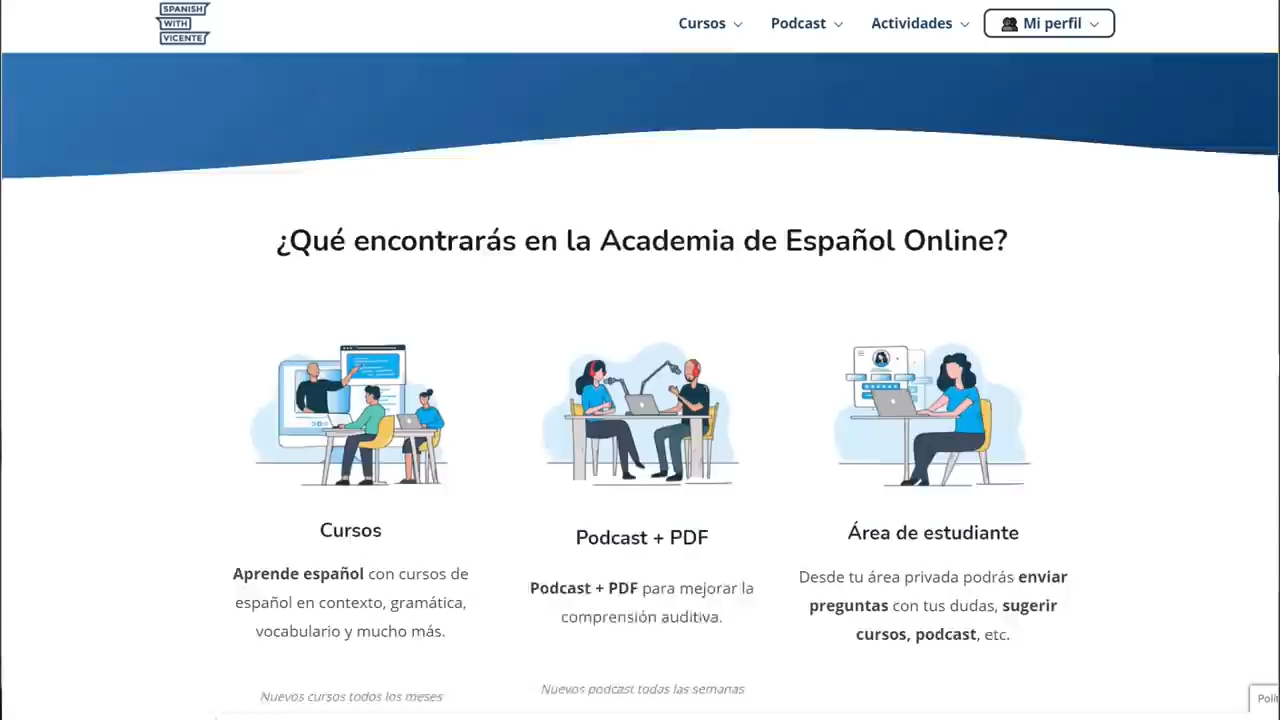 SPANISH
WITH
VICENTE
Cursos
Podcast
Actividades
Mi perfil
¿Qué encontrarás en la Academia de Español Online?
Cursos
Aprende español con cursos de
español en contexto, gramática,
vocabulario y mucho más.
Nuevos cursos todos los meses
Podcast + PDF
Podcast + PDF para mejorar la
comprensión auditiva.
Nuevos podcast todas las semanas
Área de estudiante
Desde tu área privada podrás enviar
preguntas con tus dudas, sugerir
cursos, podcast, etc.